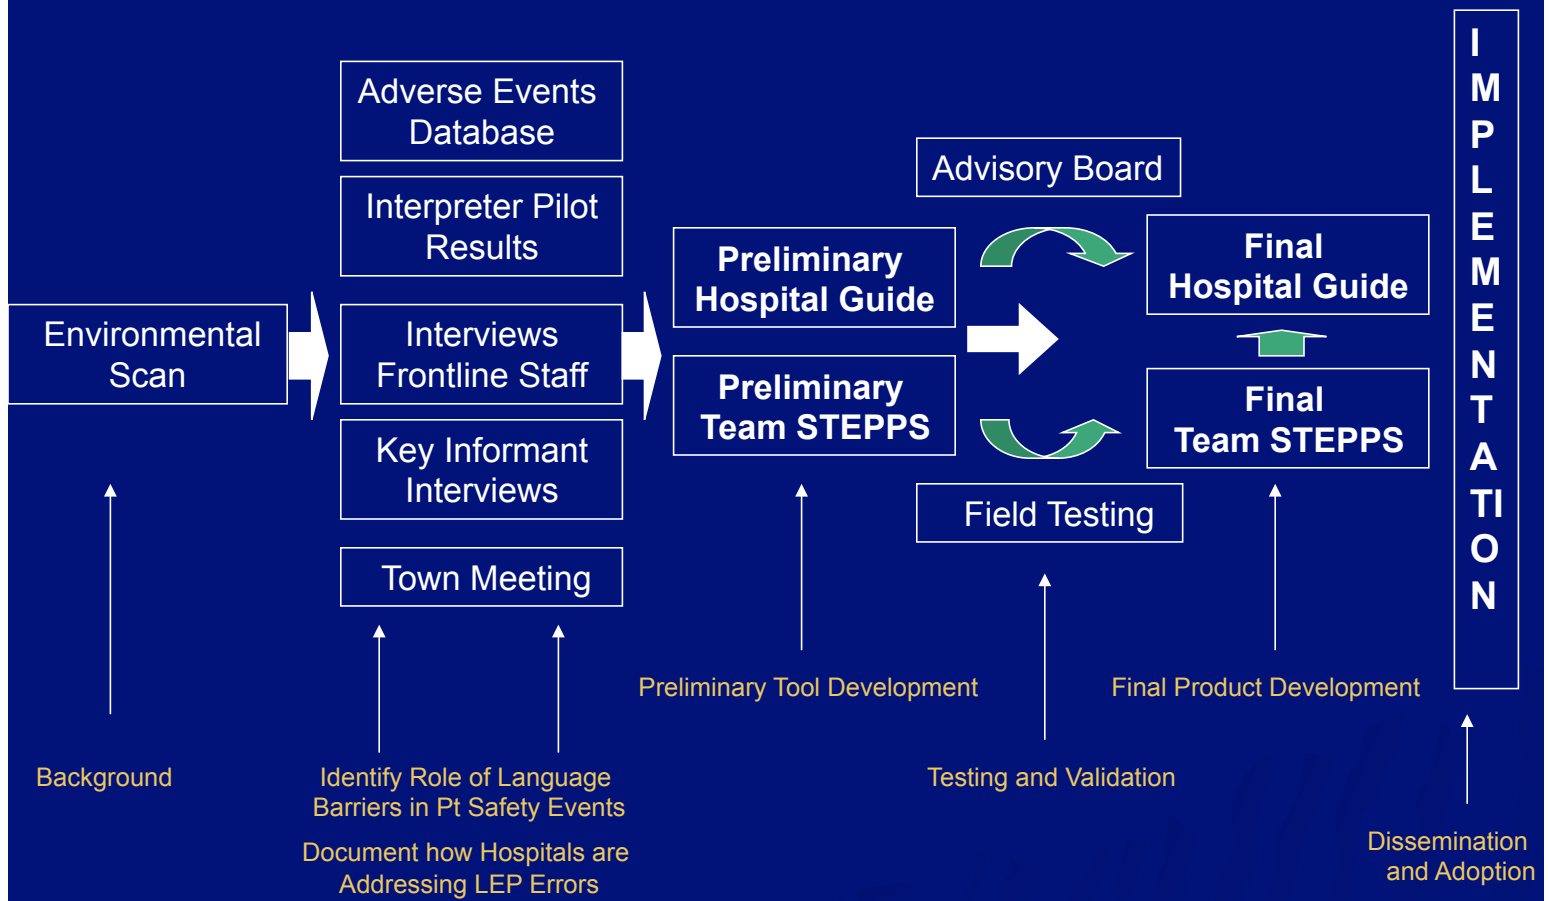 Environmental
Scan
Adverse Events
Database
Interpreter Pilot
Results
Interviews
Frontline Staff
Key Informant
Interviews
Town Meeting
Preliminary
Hospital Guide
Preliminary
Team STEPPS
Advisory Board
Field Testing
Final
Hospital Guide
Final
Team STEPPS
I
M
P
L
E
M
E
N
T
A
TI
O
N
Background
Identify Role of Language
Barriers in Pt Safety Events
Document how Hospitals are
Addressing LEP Errors
Preliminary Tool Development
Testing and Validation
Final Product Development
Dissemination
and Adoption